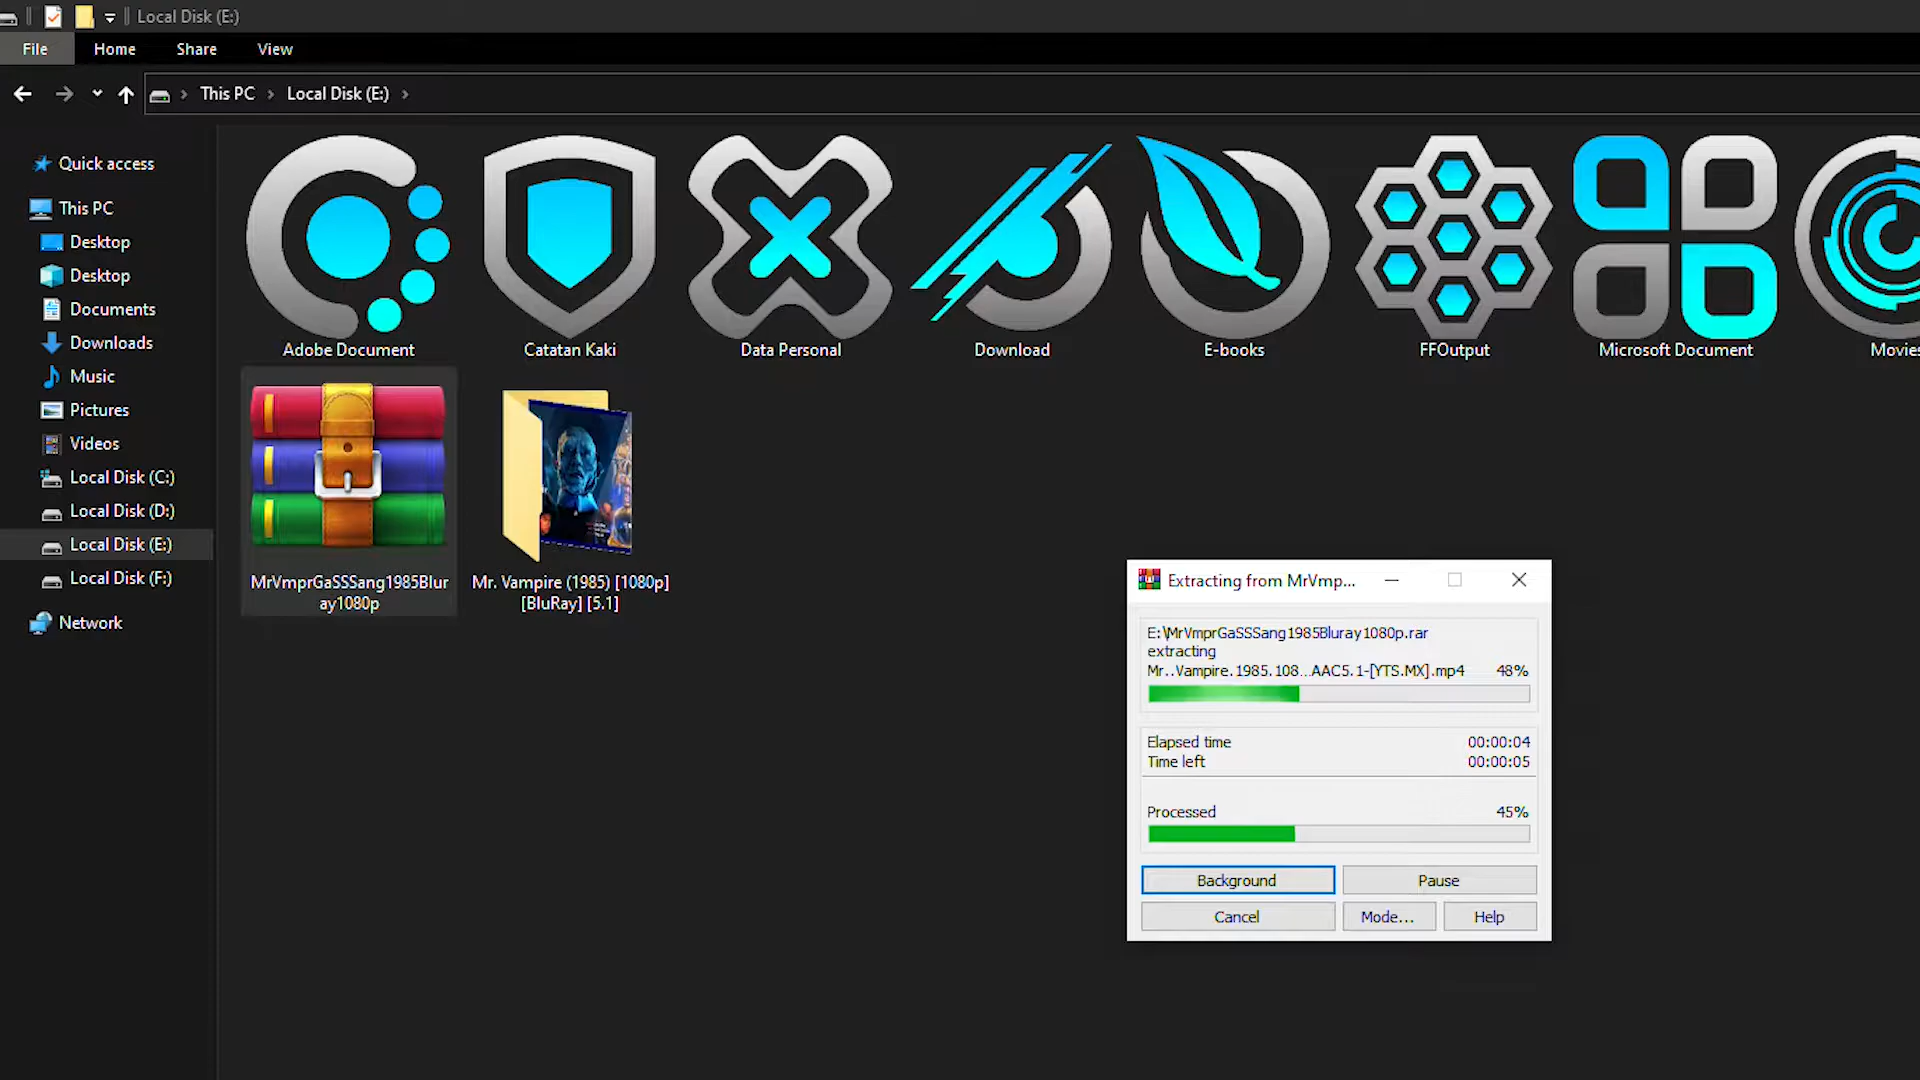 Local Disk (E:)
File
Home
Share
View
This PC
Local Disk (E:)
Quick access
This PC
Desktop
Desktop
Documents
Downloads
Music
Pictures
Videos
Local Disk (C:)
Local Disk (D:)
Local Disk (E:)
Local Disk (F:)
Network
Adobe Document
Catatan Kaki
Data Personal
Download
E-books
FFOutput
Microsoft Document
Movies
MrVmprGaSSSang1985Blur
ay1080p
Mr. Vampire (1985) [1080p]
[BluRay] [5.1]
Extracting from MrVmp...
E:\MrVmprGaSSSang1985Bluray1080p.rar
extracting
Mr..Vampire.1985.108...AAC5.1-[YTS.MX].mp4 48%
Elapsed time 00:00:04
Time left 00:00:05
Processed 45%
Background
Pause
Cancel
Mode...
Help